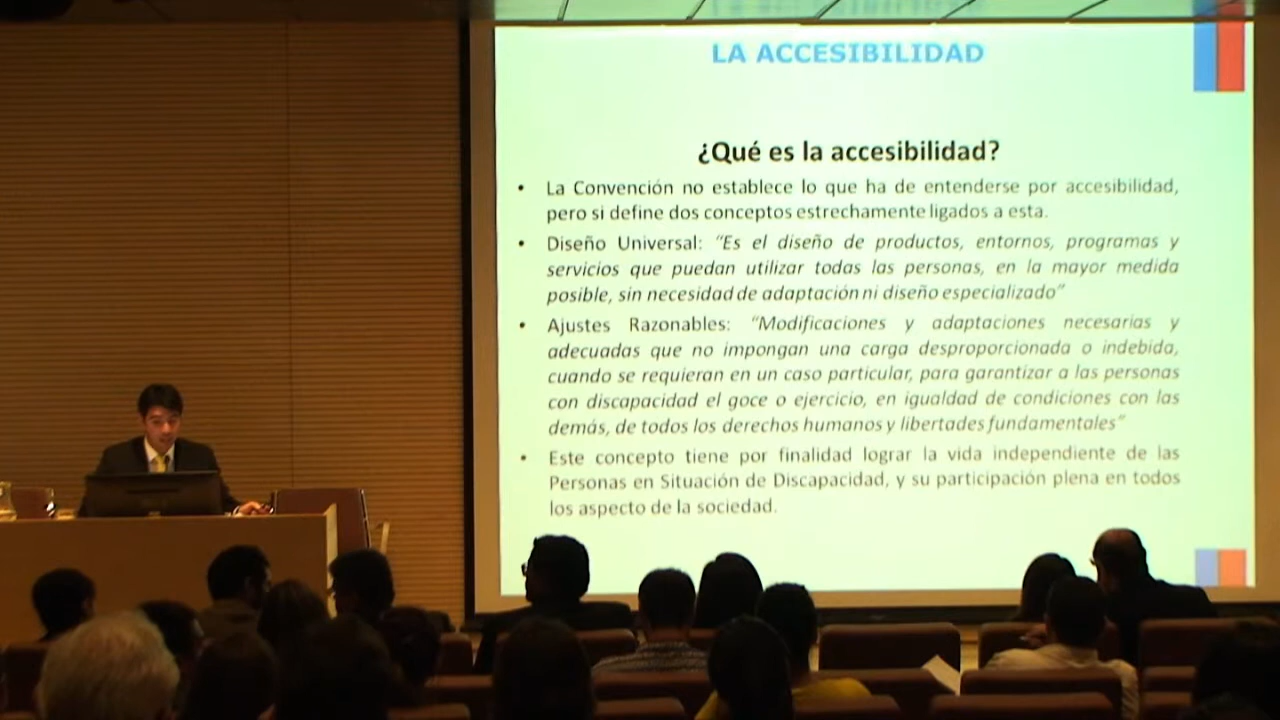 LA ACCESIBILIDAD
¿Qué es la accesibilidad?
• La Convención no establece lo que ha de entenderse por accesibilidad,
pero si define dos conceptos estrechamente ligados a esta.
• Diseño Universal: “Es el diseño de productos, entornos, programas y
servicios que puedan utilizar todas las personas, en la mayor medida
posible, sin necesidad de adaptación ni diseño especializado”
• Ajustes Razonables: “Modificaciones y adaptaciones necesarias y
adecuadas que no impongan una carga desproporcionada o indebida,
cuando se requieran en un caso particular, para garantizar a las personas
con discapacidad el goce o ejercicio, en igualdad de condiciones con las
demás, de todos los derechos humanos y libertades fundamentales”
• Este concepto tiene por finalidad lograr la vida independiente de las
Personas en Situación de Discapacidad, y su participación plena en todos
los aspecto de la sociedad.